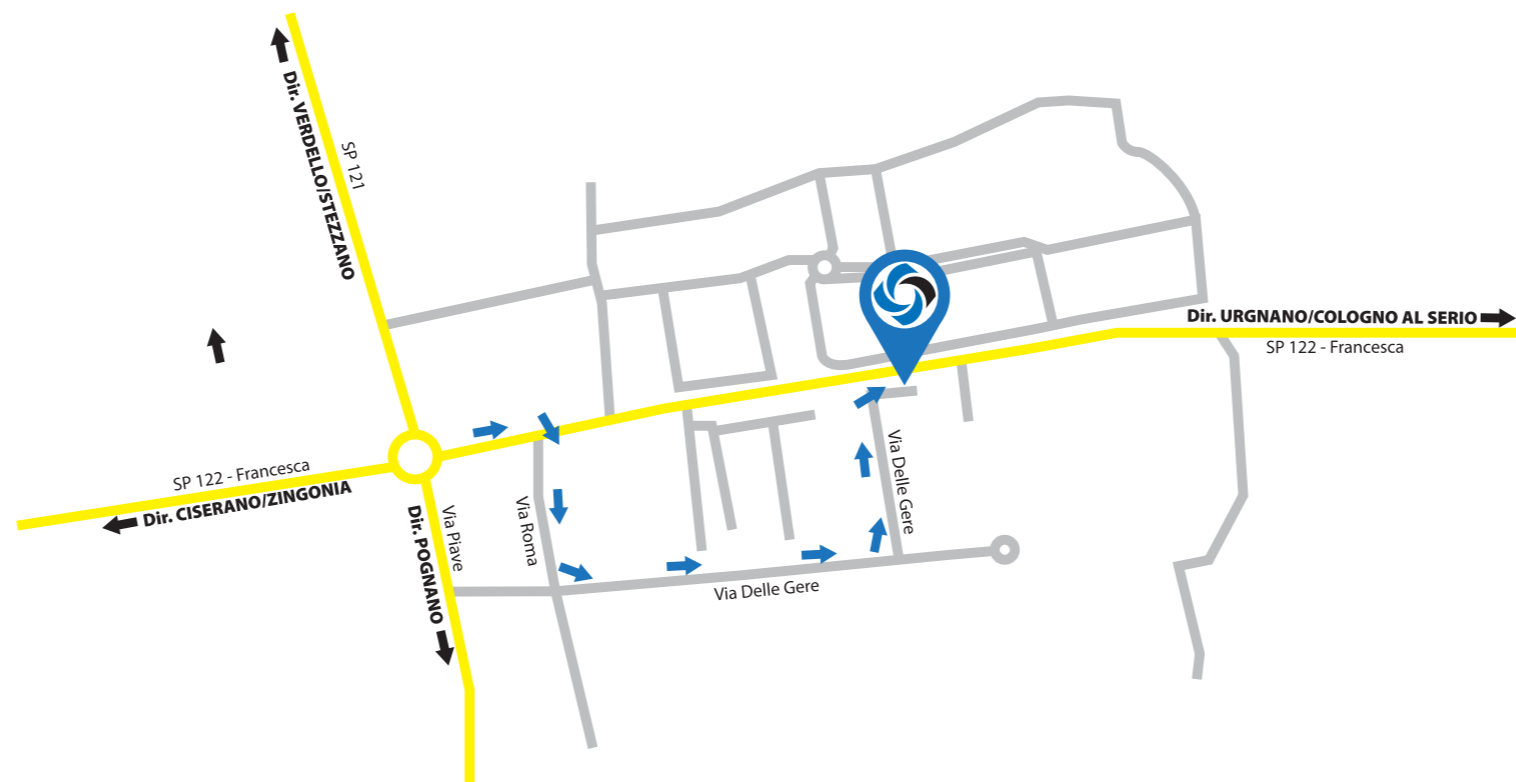 Dir. VERDELLO/STEZZANO
SP 121
Dir. URGNANO/COLOGNO AL SERIO
SP 122 - Francesca
SP 122 - Francesca
Dir. CISERANO/ZINGONIA
Dir. POGNANO
Via Piave
Via Roma
Via Delle Gere
Via Delle Gere